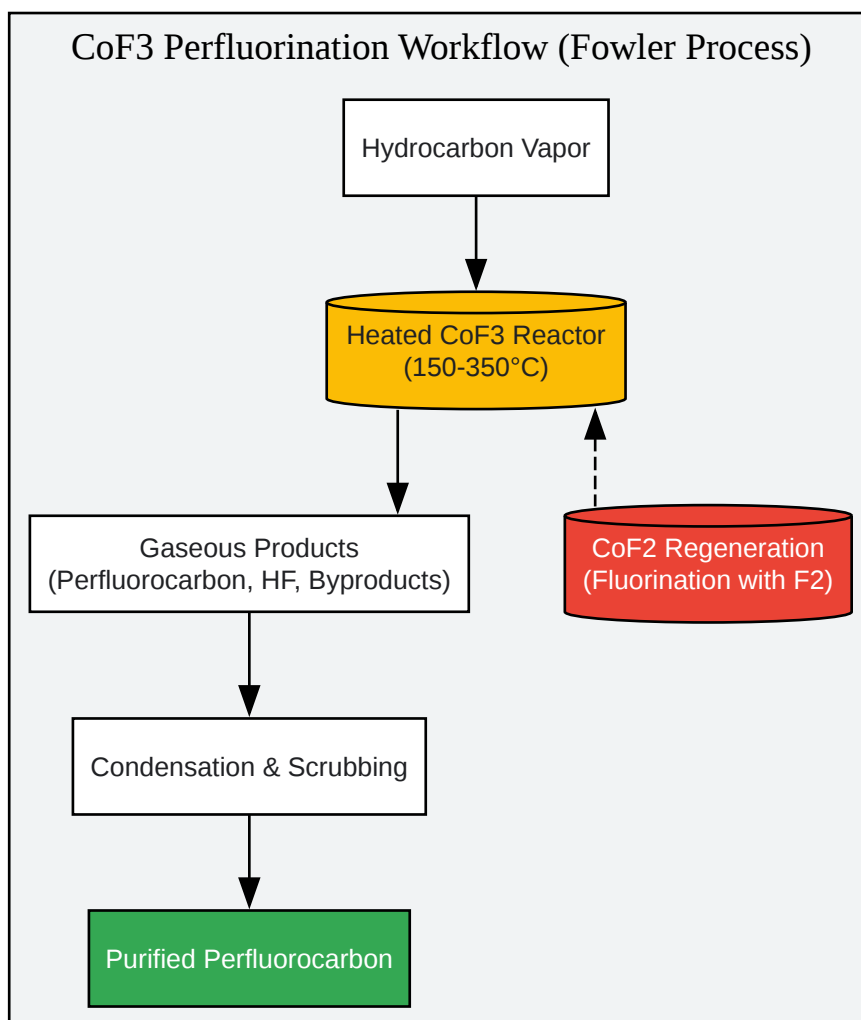 CoF3 Perfluorination Workflow (Fowler Process)
Hydrocarbon Vapor
Heated CoF3 Reactor
(150-350°C)
Gaseous Products
(Perfluorocarbon, HF, Byproducts)
CoF2 Regeneration
(Fluorination with F2)
Condensation & Scrubbing
Purified Perfluorocarbon